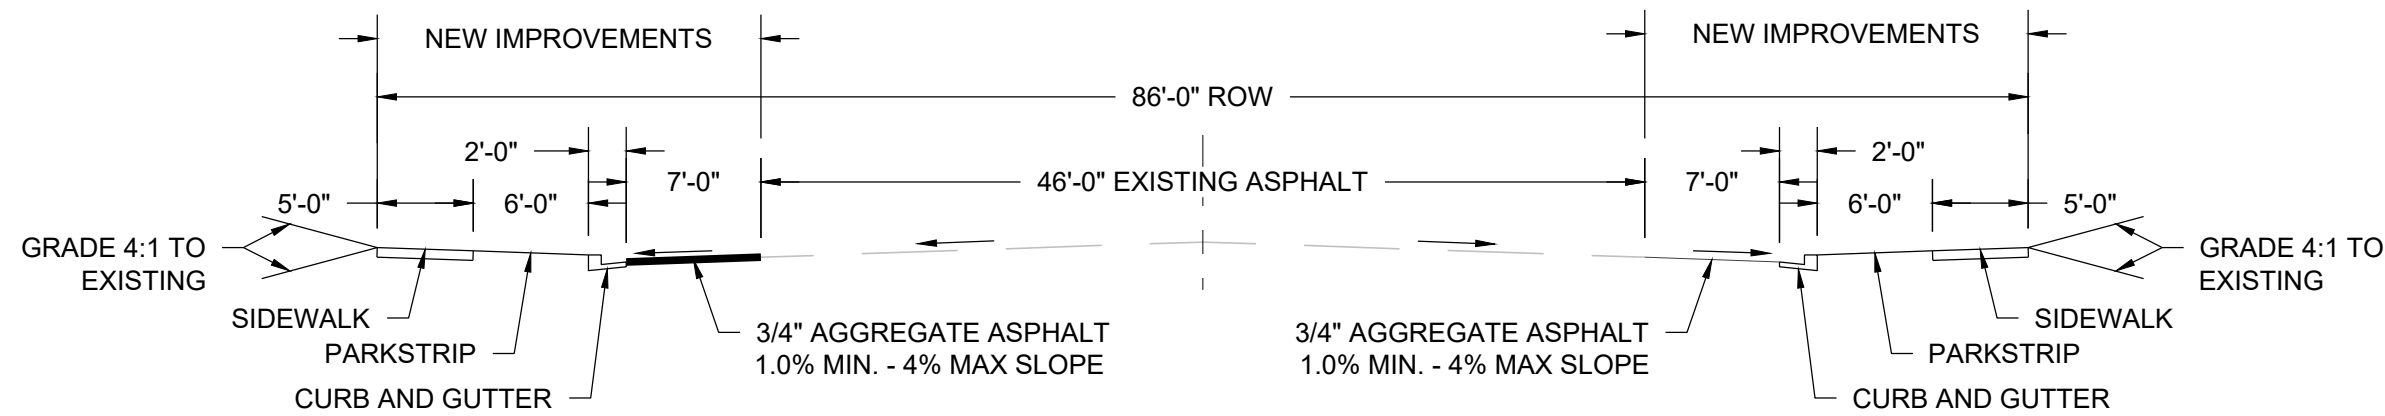 NEW IMPROVEMENTS
NEW IMPROVEMENTS
86'-0" ROW
2'-0"
2'-0"
7'-0"
46'-0" EXISTING ASPHALT
7'-0"
5'-0"
6'-0"
6'-0"
5'-0"
GRADE 4:1 TO
EXISTING
GRADE 4:1 TO
EXISTING
SIDEWALK
PARKSTRIP
CURB AND GUTTER
3/4" AGGREGATE ASPHALT
1.0% MIN. - 4% MAX SLOPE
3/4" AGGREGATE ASPHALT
1.0% MIN. - 4% MAX SLOPE
SIDEWALK
PARKSTRIP
CURB AND GUTTER